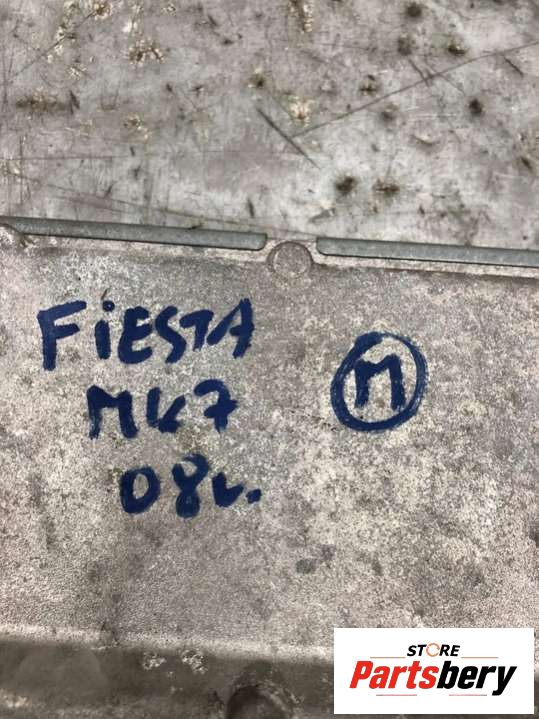 FiESTA
MK7
08v.
M
STORE
Partsbery